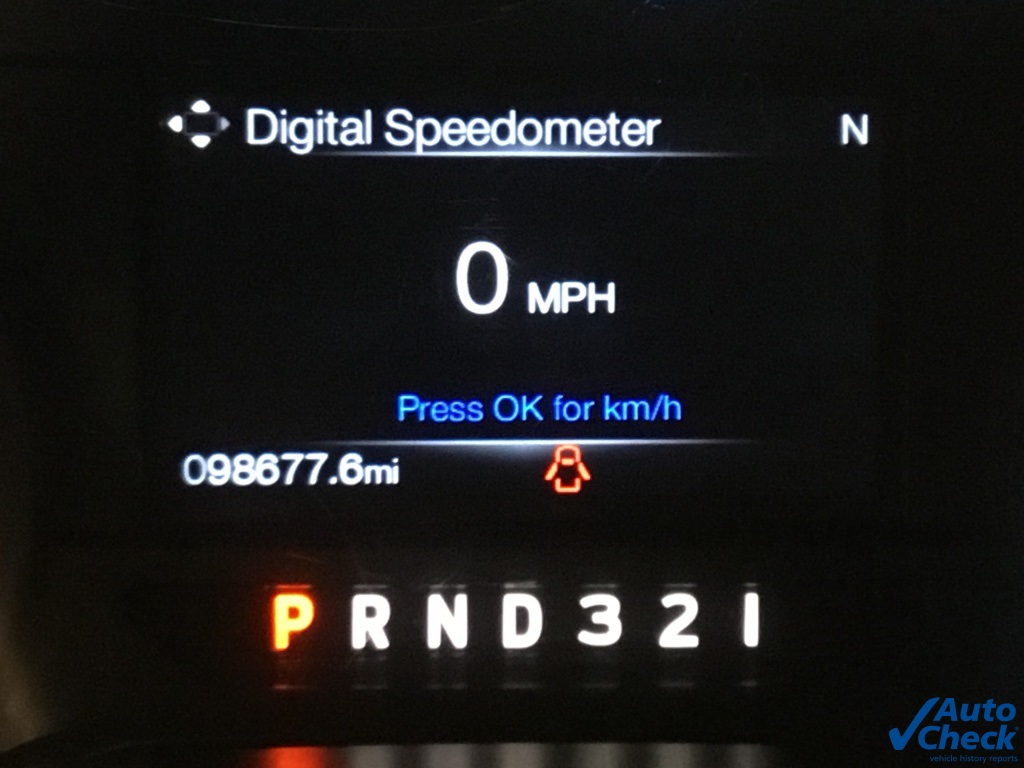 Digital Speedometer N
0 MPH
Press OK for km/h
098677.6mi
P R N D 3 2 1
Auto
Check
vehicle history reports